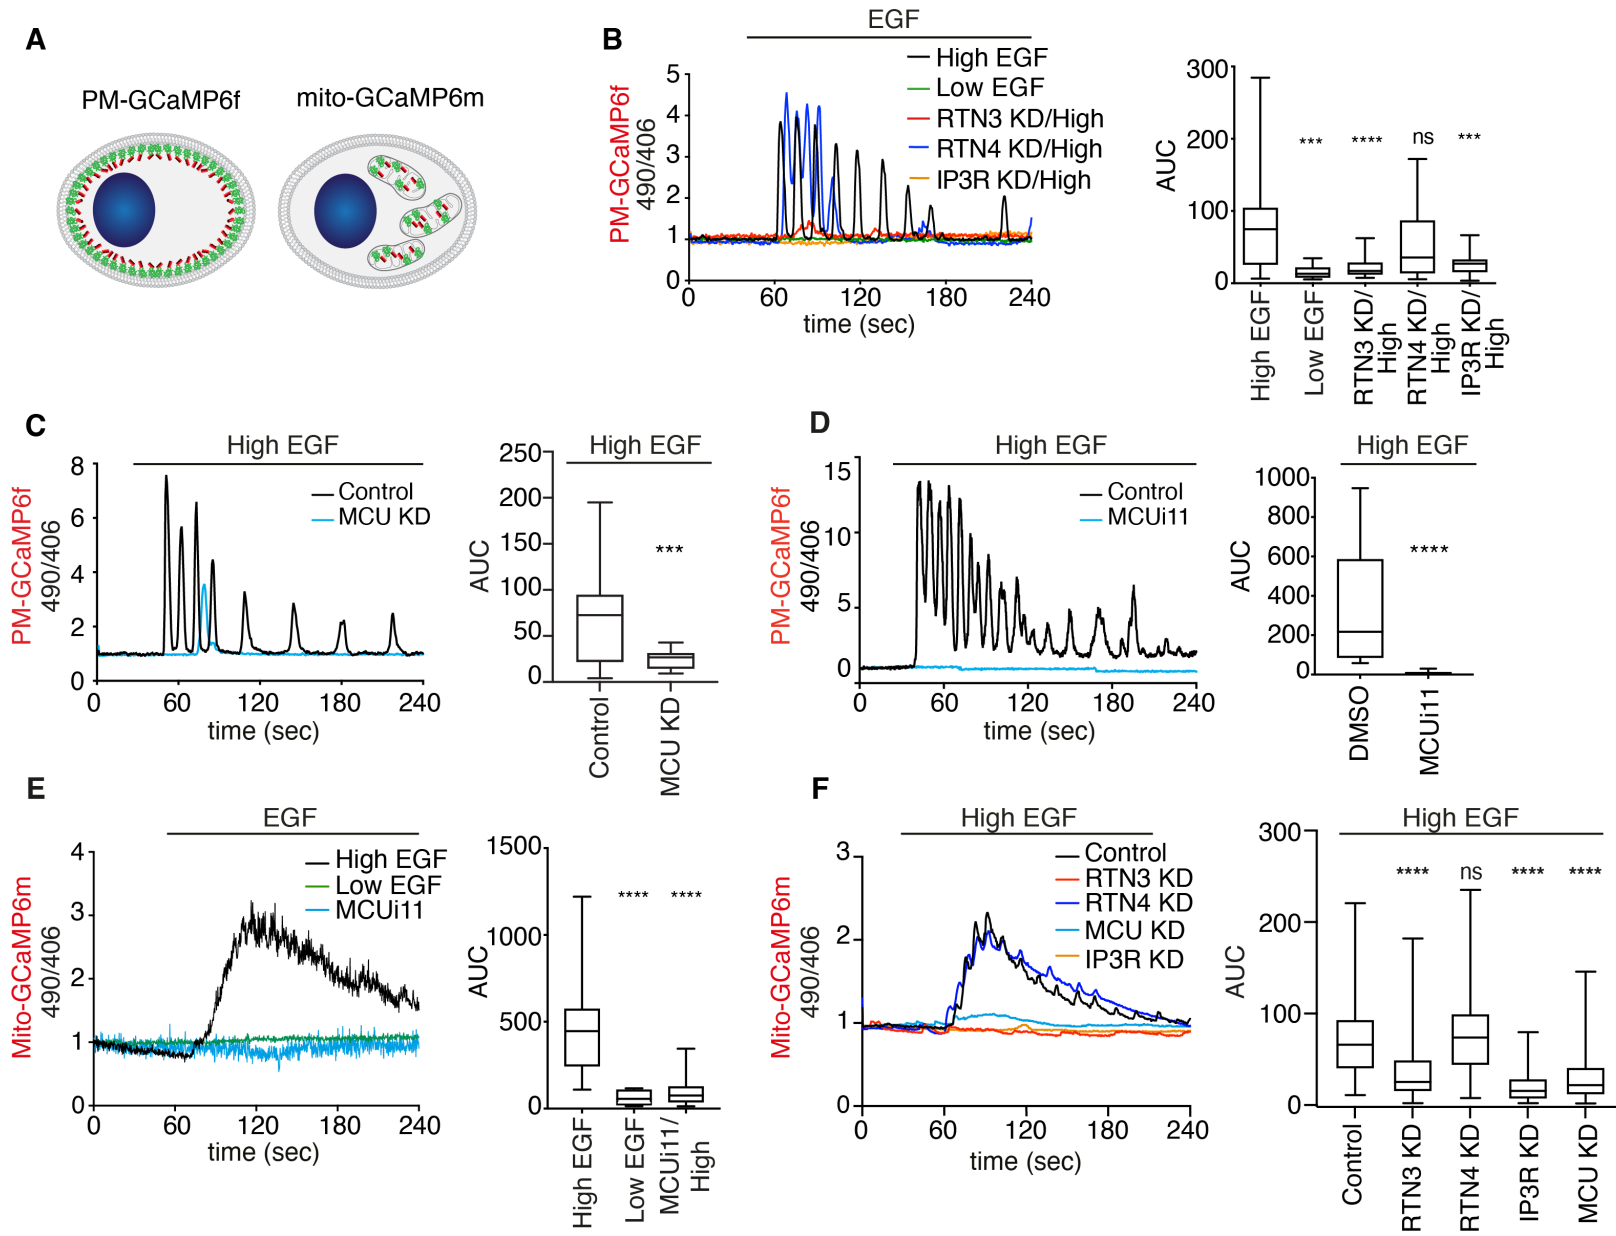 A
PM-GCaMP6f
mito-GCaMP6m
B
EGF
High EGF
Low EGF
RTN3 KD/High
RTN4 KD/High
IP3R KD/High
PM-GCaMP6f
490/406
5
4
3
2
1
0
0
60
120
180
240
time (sec)
AUC
300
200
100
0
***
****
ns
***
High EGF
Low EGF
RTN3 KD/
High
RTN4 KD/
High
IP3R KD/
High
C
High EGF
Control
MCU KD
PM-GCaMP6f
490/406
8
6
4
2
0
0
60
120
180
240
time (sec)
High EGF
AUC
250
200
150
100
50
0
***
Control
MCU KD
D
High EGF
Control
MCUi11
PM-GCaMP6f
490/406
15
10
5
0
0
60
120
180
240
time (sec)
High EGF
AUC
1000
800
600
400
200
0
****
DMSO
MCUi11
E
EGF
High EGF
Low EGF
MCUi11
Mito-GCaMP6m
490/406
4
3
2
1
0
0
60
120
180
240
time (sec)
AUC
1500
1000
500
0
****
****
High EGF
Low EGF
MCUi11/
High
F
High EGF
Control
RTN3 KD
RTN4 KD
MCU KD
IP3R KD
Mito-GCaMP6m
490/406
3
2
1
0
0
60
120
180
240
time (sec)
High EGF
AUC
300
200
100
0
****
ns
****
****
Control
RTN3 KD
RTN4 KD
IP3R KD
MCU KD